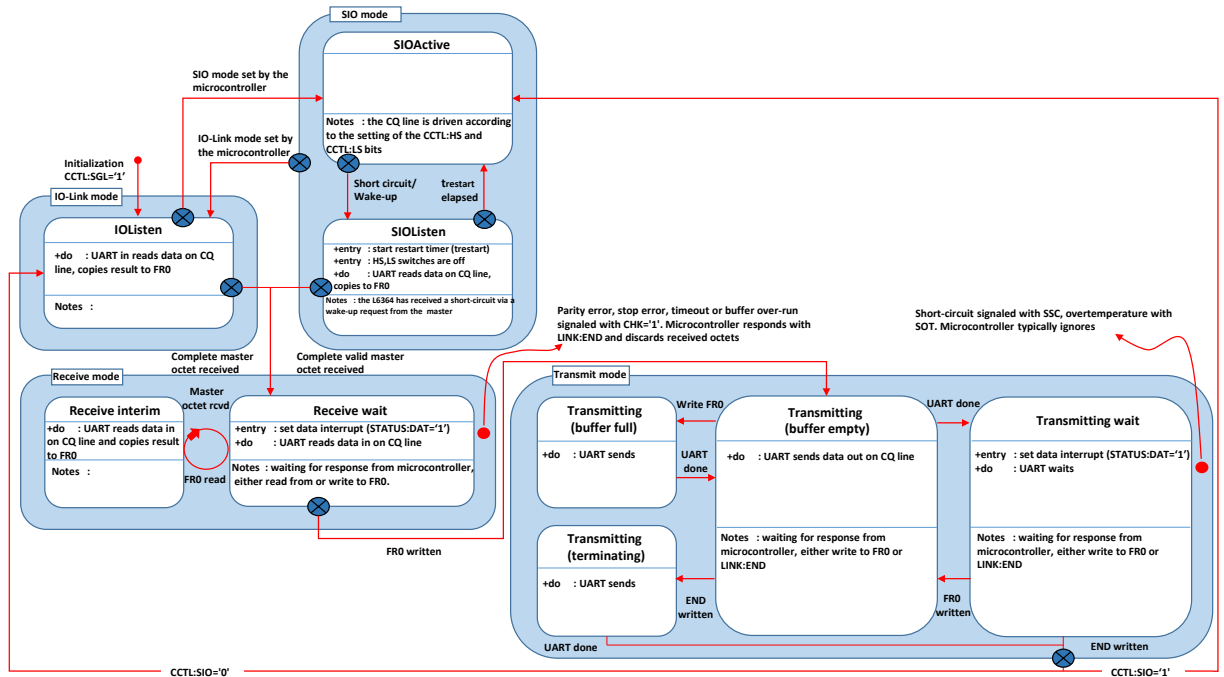 SIO mode
SIOActive
Notes : the CQ line is driven according
to the setting of the CCTL:HS and
CCTL:LS bits
SIO mode set by the
microcontroller
IO-Link mode set by
the microcontroller
Initialization
CCTL:SGL='1'
IO-Link mode
IOListen
+do : UART in reads data on CQ
line, copies result to FR0
Notes :
Short circuit/
Wake-up
trestart
elapsed
SIOListen
+entry : start restart timer (trestart)
+entry : HS,LS switches are off
+do : UART reads data on CQ line,
copies to FR0
Notes : the L6364 has received a short-circuit via a
wake-up request from the master
Complete master
octet received
Complete valid master
octet received
Parity error, stop error, timeout or buffer over-run
signaled with CHK='1'. Microcontroller responds with
LINK:END and discards received octets
Short-circuit signaled with SSC, overtemperature with
SOT. Microcontroller typically ignores
Receive mode
Receive interim
+do : UART reads data in
on CQ line and copies result
to FR0
Notes :
Master
octet rcvd
FR0 read
Receive wait
+entry : set data interrupt (STATUS:DAT='1')
+do : UART reads data in on CQ line
Notes : waiting for response from microcontroller,
either read from or write to FR0.
FR0 written
Transmit mode
Transmitting
(buffer full)
+do : UART sends
Write FR0
UART
done
Transmitting
(buffer empty)
+do : UART sends data out on CQ line
Notes : waiting for response from
microcontroller, either write to FR0 or
LINK:END
UART done
Transmitting wait
+entry : set data interrupt (STATUS:DAT='1')
+do : UART waits
Notes : waiting for response from
microcontroller, either write to FR0 or
LINK:END
Transmitting
(terminating)
+do : UART sends
END
written
FR0
written
UART done
END written
CCTL:SIO='0'
CCTL:SIO='1'